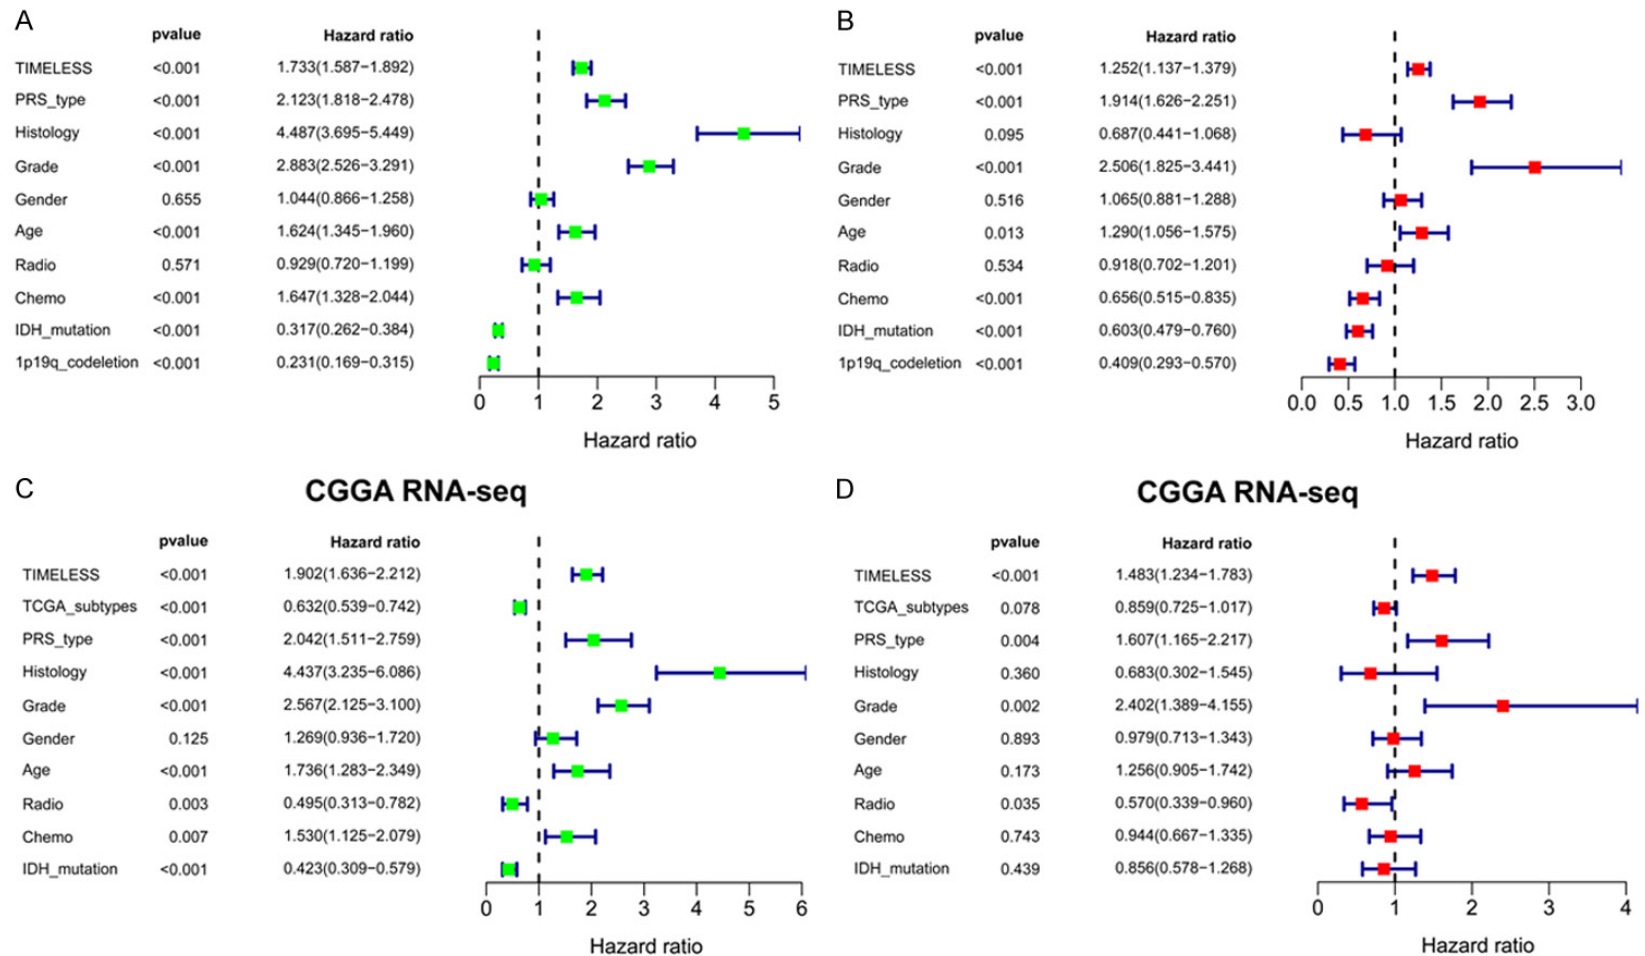 A
pvalue Hazard ratio
TIMELESS <0.001 1.733(1.587−1.892)
PRS_type <0.001 2.123(1.818−2.478)
Histology <0.001 4.487(3.695−5.449)
Grade <0.001 2.883(2.526−3.291)
Gender 0.655 1.044(0.866−1.258)
Age <0.001 1.624(1.345−1.960)
Radio 0.571 0.929(0.720−1.199)
Chemo <0.001 1.647(1.328−2.044)
IDH_mutation <0.001 0.317(0.262−0.384)
1p19q_codeletion <0.001 0.231(0.169−0.315)
0 1 2 3 4 5
Hazard ratio
B
pvalue Hazard ratio
TIMELESS <0.001 1.252(1.137−1.379)
PRS_type <0.001 1.914(1.626−2.251)
Histology 0.095 0.687(0.441−1.068)
Grade <0.001 2.506(1.825−3.441)
Gender 0.516 1.065(0.881−1.288)
Age 0.013 1.290(1.056−1.575)
Radio 0.534 0.918(0.702−1.201)
Chemo <0.001 0.656(0.515−0.835)
IDH_mutation <0.001 0.603(0.479−0.760)
1p19q_codeletion <0.001 0.409(0.293−0.570)
0.0 0.5 1.0 1.5 2.0 2.5 3.0
Hazard ratio
C
CGGA RNA-seq
pvalue Hazard ratio
TIMELESS <0.001 1.902(1.636−2.212)
TCGA_subtypes <0.001 0.632(0.539−0.742)
PRS_type <0.001 2.042(1.511−2.759)
Histology <0.001 4.437(3.235−6.086)
Grade <0.001 2.567(2.125−3.100)
Gender 0.125 1.269(0.936−1.720)
Age <0.001 1.736(1.283−2.349)
Radio 0.003 0.495(0.313−0.782)
Chemo 0.007 1.530(1.125−2.079)
IDH_mutation <0.001 0.423(0.309−0.579)
0 1 2 3 4 5 6
Hazard ratio
D
CGGA RNA-seq
pvalue Hazard ratio
TIMELESS <0.001 1.483(1.234−1.783)
TCGA_subtypes 0.078 0.859(0.725−1.017)
PRS_type 0.004 1.607(1.165−2.217)
Histology 0.360 0.683(0.302−1.545)
Grade 0.002 2.402(1.389−4.155)
Gender 0.893 0.979(0.713−1.343)
Age 0.173 1.256(0.905−1.742)
Radio 0.035 0.570(0.339−0.960)
Chemo 0.743 0.944(0.667−1.335)
IDH_mutation 0.439 0.856(0.578−1.268)
0 1 2 3 4
Hazard ratio